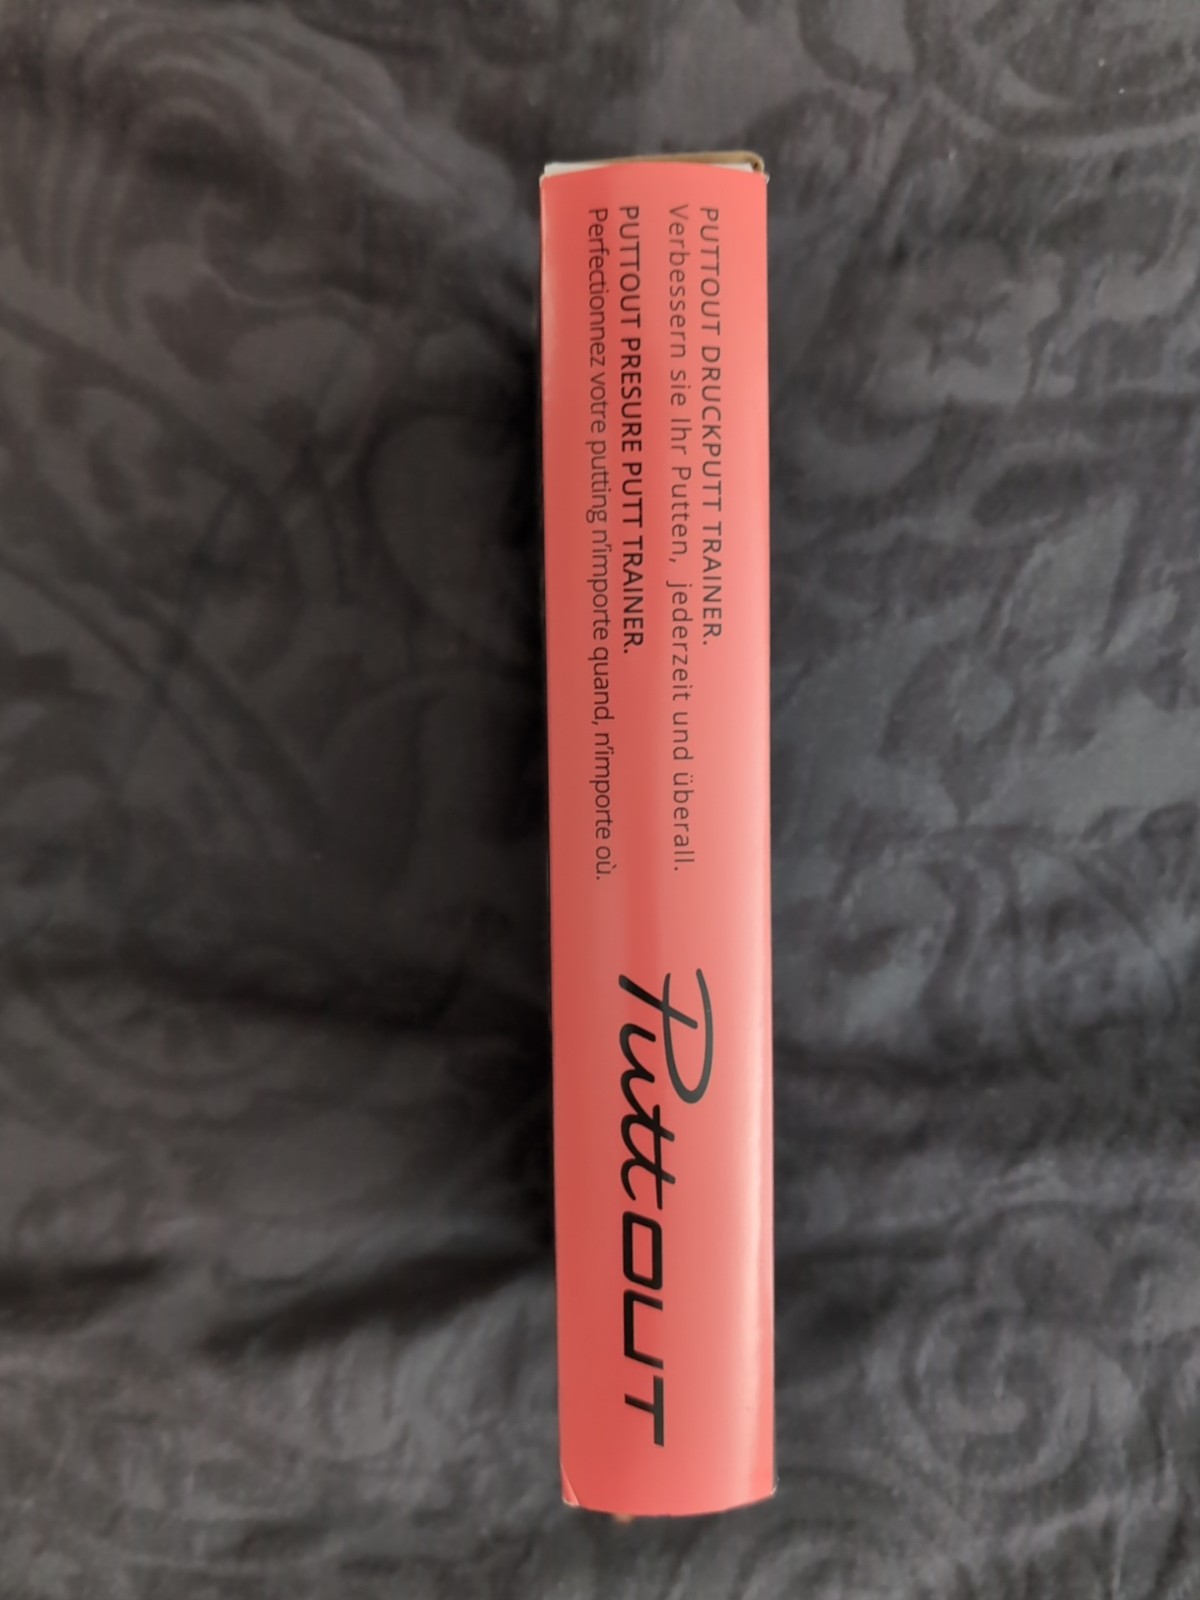 PUTTOUT DRUCKPUTT TRAINER.
Verbessern sie Ihr Putten, jederzeit und überall.
PUTTOUT PRESURE PUTT TRAINER.
Perfectionnez votre putting n'importe quand, n'importe où.
PuttOUT